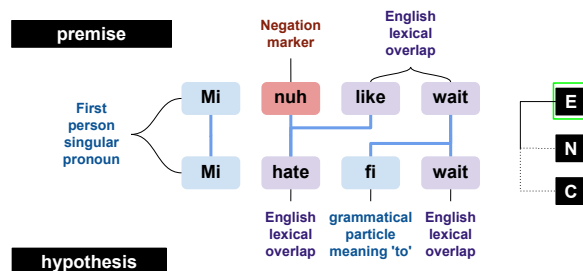 premise
Negation
marker
English
lexical
overlap
Mi nuh like wait
First
person
singular
pronoun
Mi hate fi wait
English
lexical
overlap
grammatical
particle
meaning 'to'
English
lexical
overlap
hypothesis
E
N
C